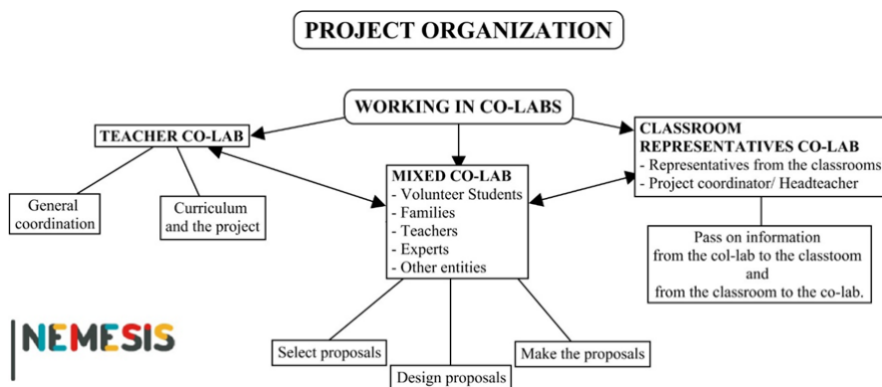 PROJECT ORGANIZATION
WORKING IN CO-LABS
TEACHER CO-LAB
General
coordination
Curriculum
and the project
MIXED CO-LAB
- Volunteer Students
- Families
- Teachers
- Experts
- Other entities
Select proposals
Design proposals
Make the proposals
CLASSROOM
REPRESENTATIVES CO-LAB
- Representatives from the classrooms
- Project coordinator/ Headteacher
Pass on information
from the col-lab to the classtoom
and
from the classroom to the co-lab.
NEMESIS